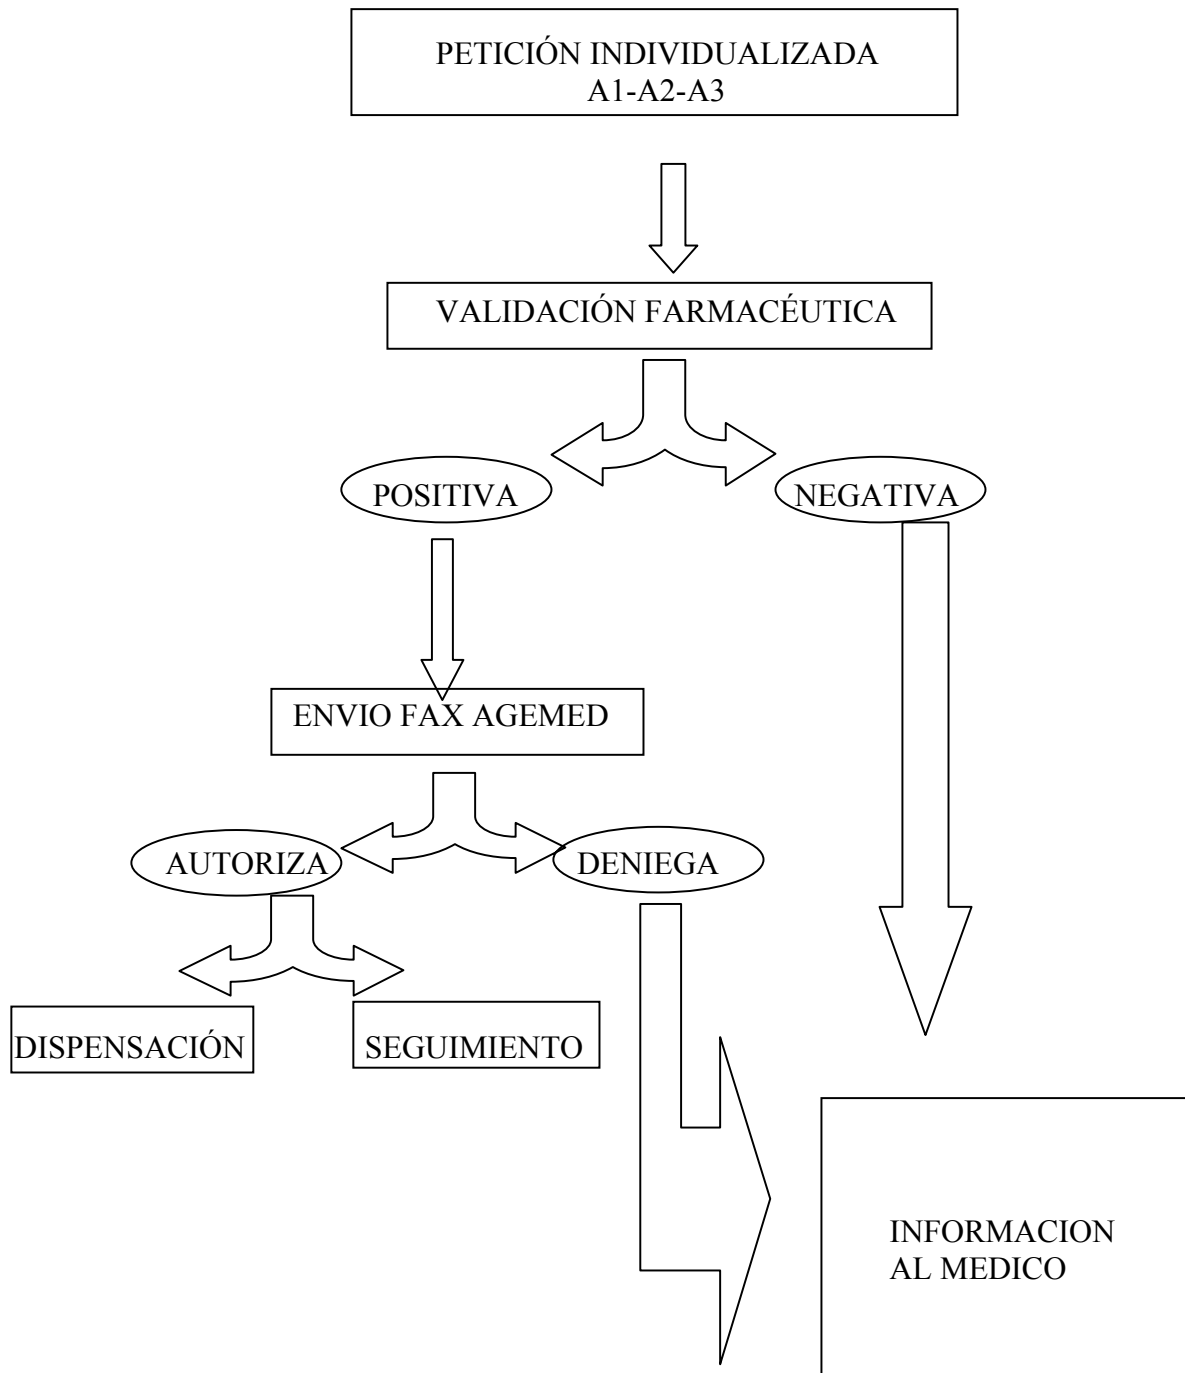 PETICIÓN INDIVIDUALIZADA
A1-A2-A3
VALIDACIÓN FARMACÉUTICA
POSITIVA
NEGATIVA
ENVIO FAX AGEMED
AUTORIZA
DENIEGA
DISPENSACIÓN
SEGUIMIENTO
INFORMACION
AL MEDICO